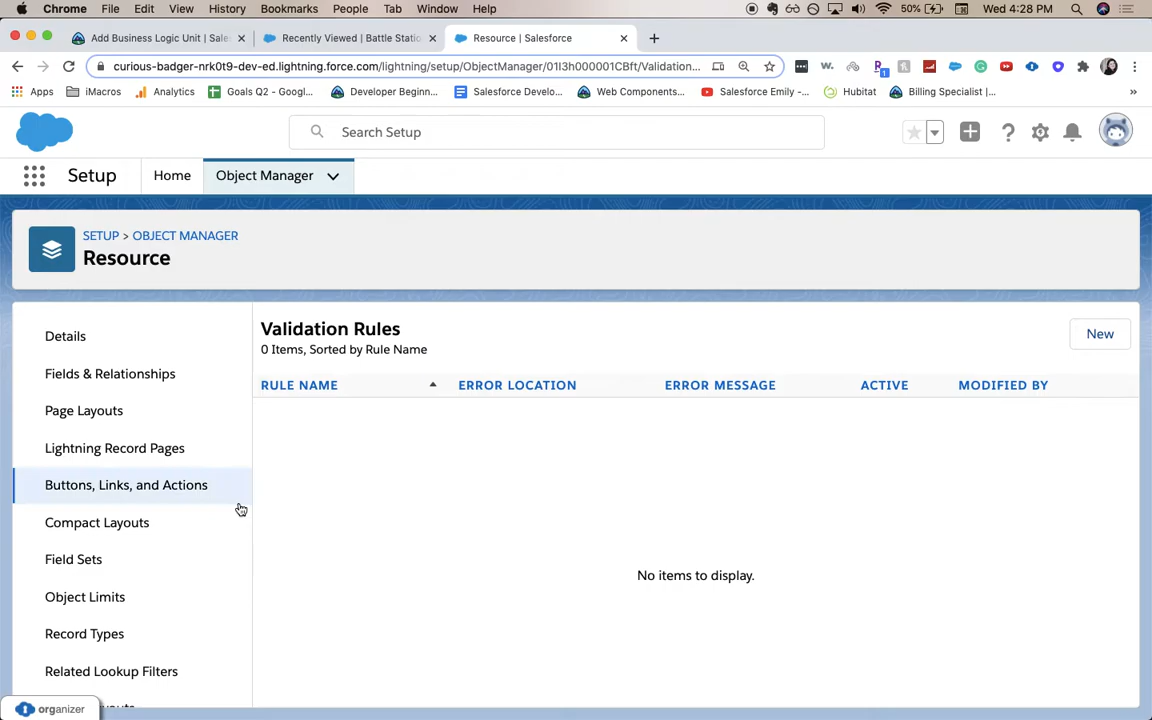 Chrome File Edit View History Bookmarks People Tab Window Help 50% Wed 4:28 PM
Add Business Logic Unit | Sales Recently Viewed | Battle Statio Resource | Salesforce
curious-badger-nrk0t9-dev-ed.lightning.force.com/lightning/setup/ObjectManager/01I3h000001CBft/Validation...
Apps iMacros Analytics Goals Q2 - Googl... Developer Beginn... Salesforce Develo... Web Components... Salesforce Emily -... Hubitat Billing Specialist |... »
Search Setup
Setup Home Object Manager
SETUP > OBJECT MANAGER
Resource
Details
Fields & Relationships
Page Layouts
Lightning Record Pages
Buttons, Links, and Actions
Compact Layouts
Field Sets
Object Limits
Record Types
Related Lookup Filters
Validation Rules
0 Items, Sorted by Rule Name
New
RULE NAME ERROR LOCATION ERROR MESSAGE ACTIVE MODIFIED BY
No items to display.
organizer